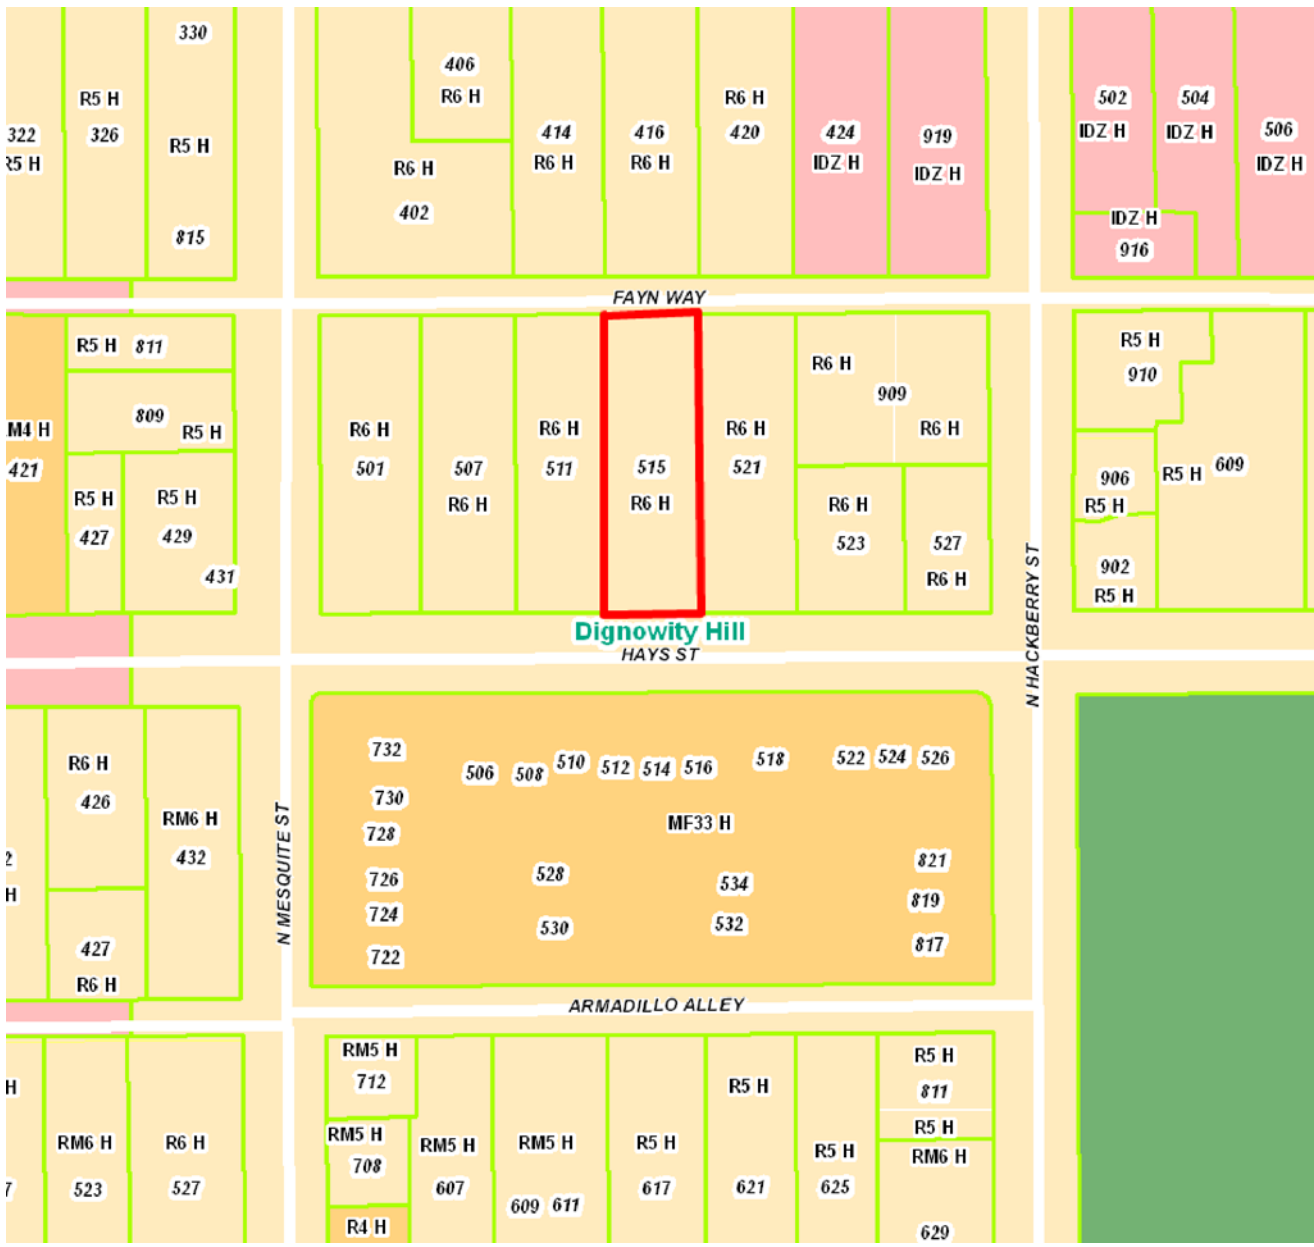 330
406
R5 H
R6 H
R6 H
502
504
322
326
414
416
420
424
919
IDZ H
IDZ H
506
R5 H
R5 H
R6 H
R6 H
IDZ H
IDZ H
IDZ H
R6 H
402
815
IDZ H
916
FAYN WAY
R5 H 811
R5 H
910
R6 H
909
809
R5 H
M4 H
421
R6 H
501
507
R6 H
R6 H
511
515
R6 H
R6 H
521
R6 H
609
R5 H
906
R5 H
R5 H
427
R5 H
429
431
R6 H
523
527
R6 H
902
R5 H
Dignowity Hill
HAYS ST
N HACKBERRY ST
N MESQUITE ST
732
506
508
510
512
514
516
518
522
524
526
R6 H
426
730
728
RM6 H
432
MF33 H
2
H
726
528
534
821
724
819
427
R6 H
530
532
817
722
ARMADILLO ALLEY
RM5 H
712
R5 H
811
H
R5 H
R5 H
RM5 H
708
RM6 H
523
R6 H
527
RM5 H
607
RM5 H
609 611
R5 H
617
621
R5 H
625
RM6 H
7
R4 H
629